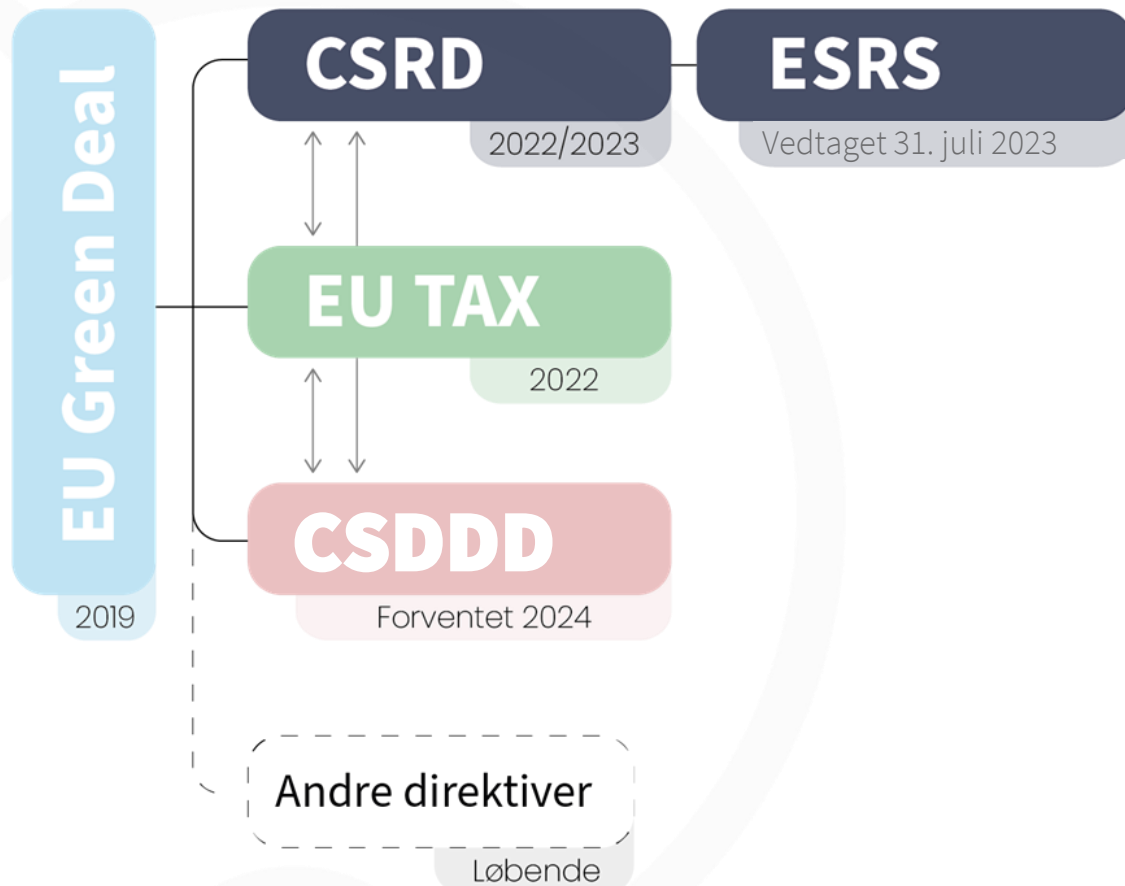 EU Green Deal
2019
CSRD
2022/2023
ESRS
Vedtaget 31. juli 2023
EU TAX
2022
CSDDD
Forventet 2024
Andre direktiver
Løbende